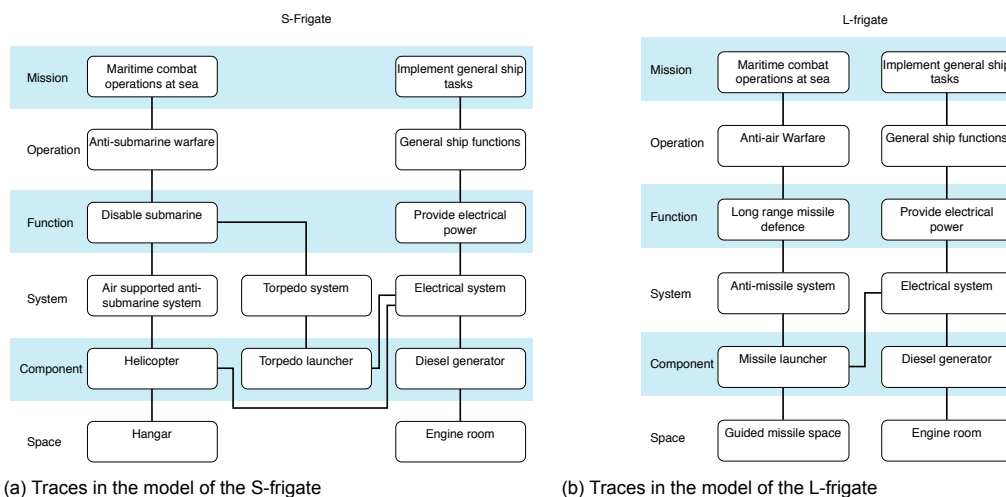 S-Frigate
Mission
Maritime combat
operations at sea
Implement general ship
tasks
Operation
Anti-submarine warfare
General ship functions
Function
Disable submarine
Provide electrical
power
System
Air supported anti-
submarine system
Torpedo system
Electrical system
Component
Helicopter
Torpedo launcher
Diesel generator
Space
Hangar
Engine room
(a) Traces in the model of the S-frigate
L-frigate
Mission
Maritime combat
operations at sea
Implement general ship
tasks
Operation
Anti-air Warfare
General ship functions
Function
Long range missile
defence
Provide electrical
power
System
Anti-missile system
Electrical system
Component
Missile launcher
Diesel generator
Space
Guided missile space
Engine room
(b) Traces in the model of the L-frigate